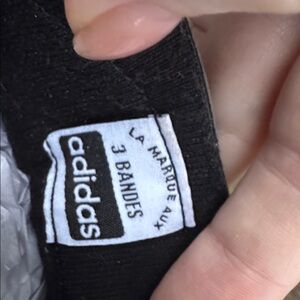 adidas
LA MARQUE AUX
3 BANDES